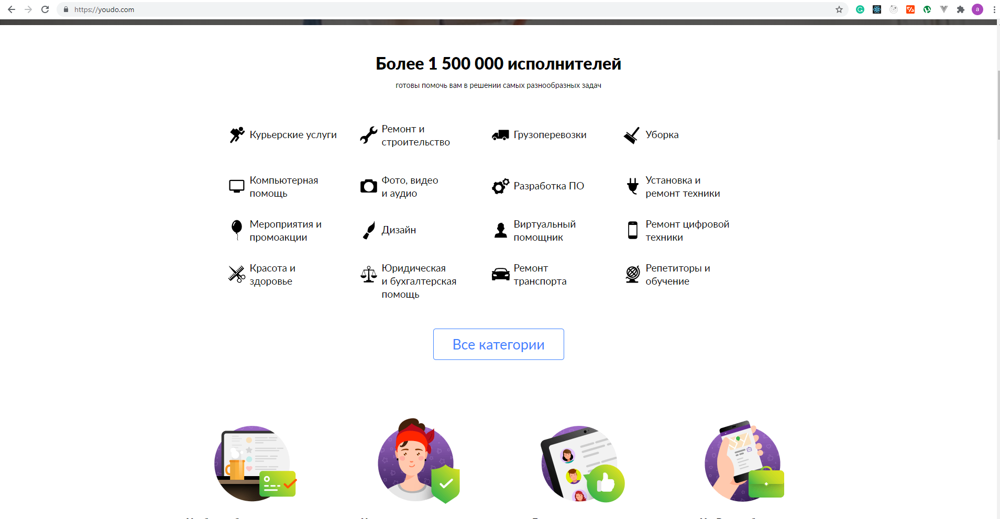 https://youdo.com
a
Более 1 500 000 исполнителей
готовы помочь вам в решении самых разнообразных задач
Курьерские услуги
Ремонт и
строительство
Грузоперевозки
Уборка
Компьютерная
помощь
Фото, видео
и аудио
Разработка ПО
Установка и
ремонт техники
Мероприятия и
промоакции
Дизайн
Виртуальный
помощник
Ремонт цифровой
техники
Красота и
здоровье
Юридическая
и бухгалтерская
помощь
Ремонт
транспорта
Репетиторы и
обучение
Все категории